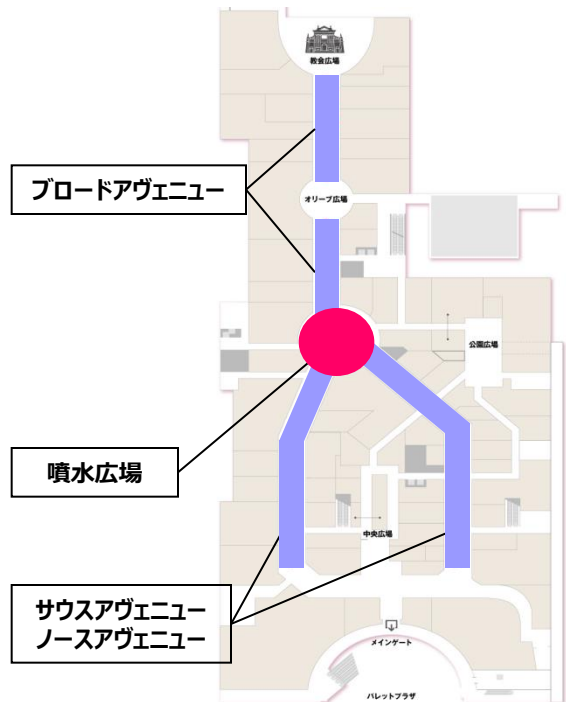 教会広場
ブロードアヴェニュー
オリーブ広場
公園広場
噴水広場
中央広場
サウスアヴェニュー
ノースアヴェニュー
メインゲート
パレットプラザ